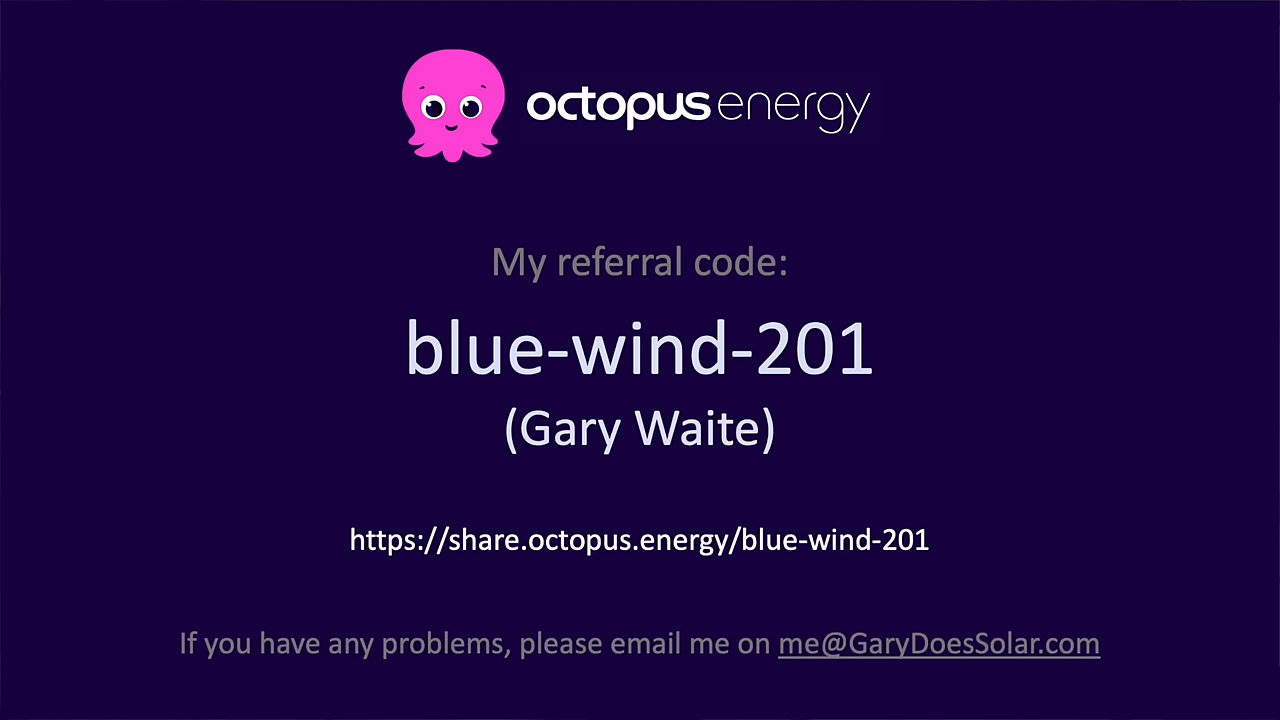 octopus energy
My referral code:
blue-wind-201
(Gary Waite)
https://share.octopus.energy/blue-wind-201
If you have any problems, please email me on me@GaryDoesSolar.com